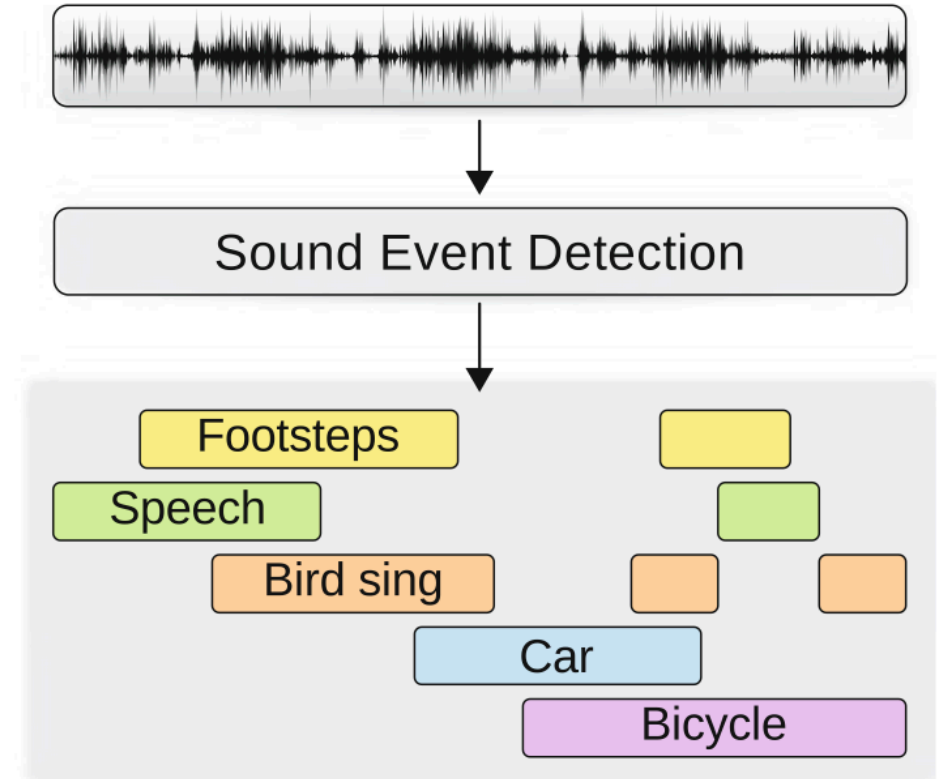 Sound Event Detection
Footsteps
Speech
Bird sing
Car
Bicycle